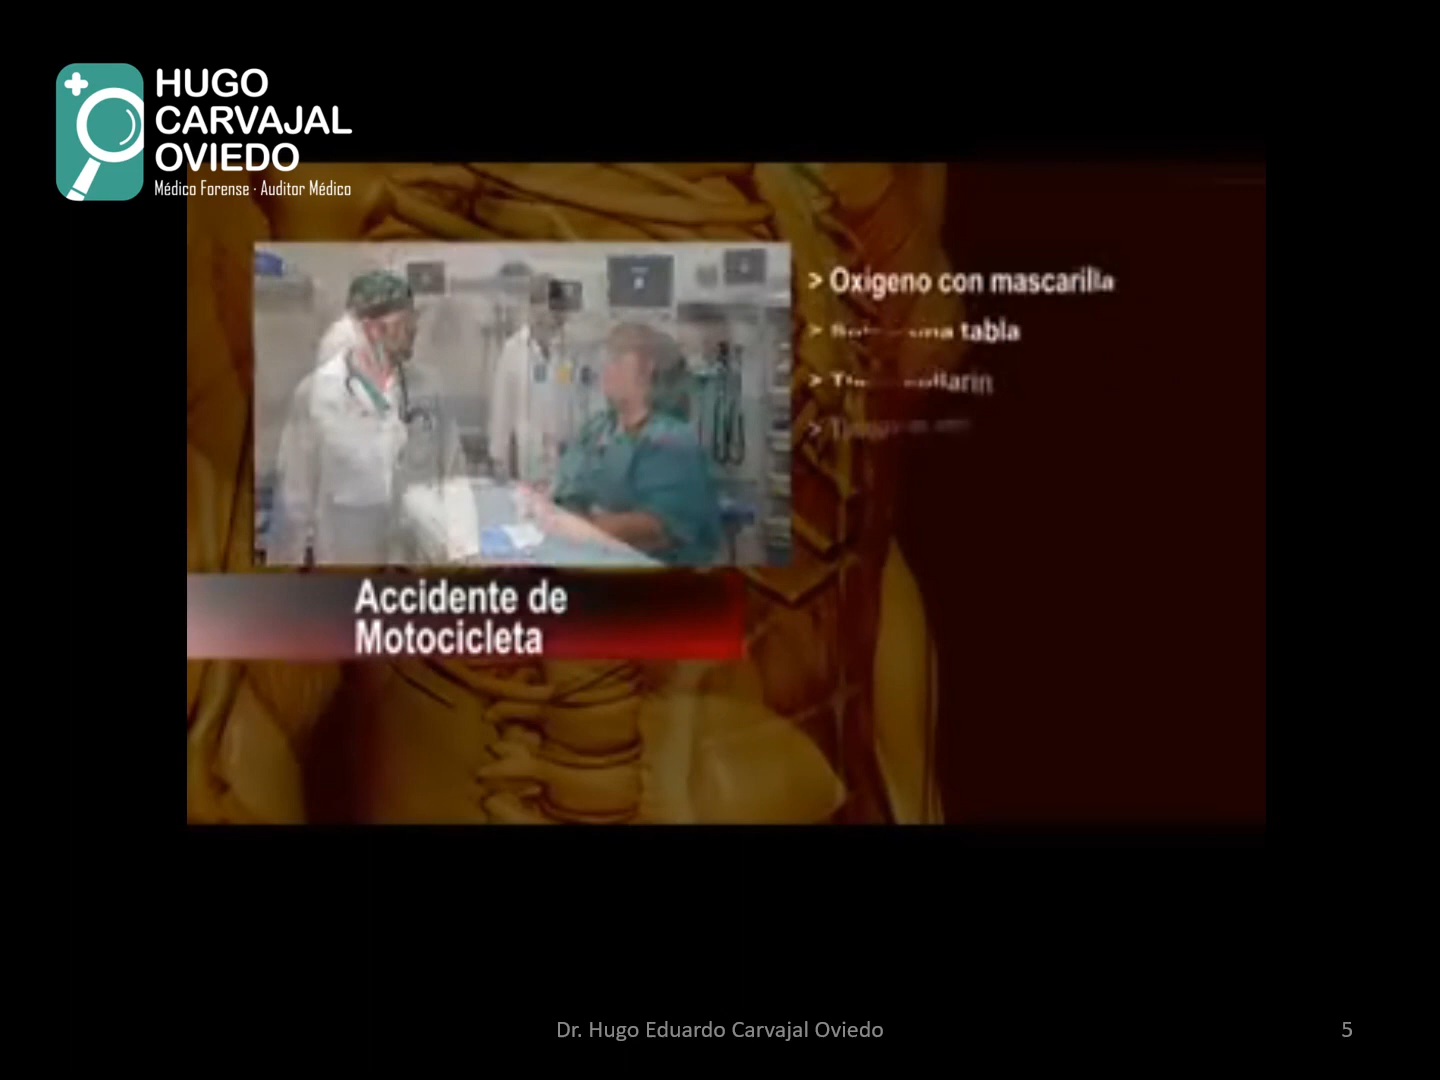 HUGO
CARVAJAL
OVIEDO
Médico Forense · Auditor Médico
> Oxigeno con mascarilla
> una tabla
>
>
Accidente de
Motocicleta
Dr. Hugo Eduardo Carvajal Oviedo
5